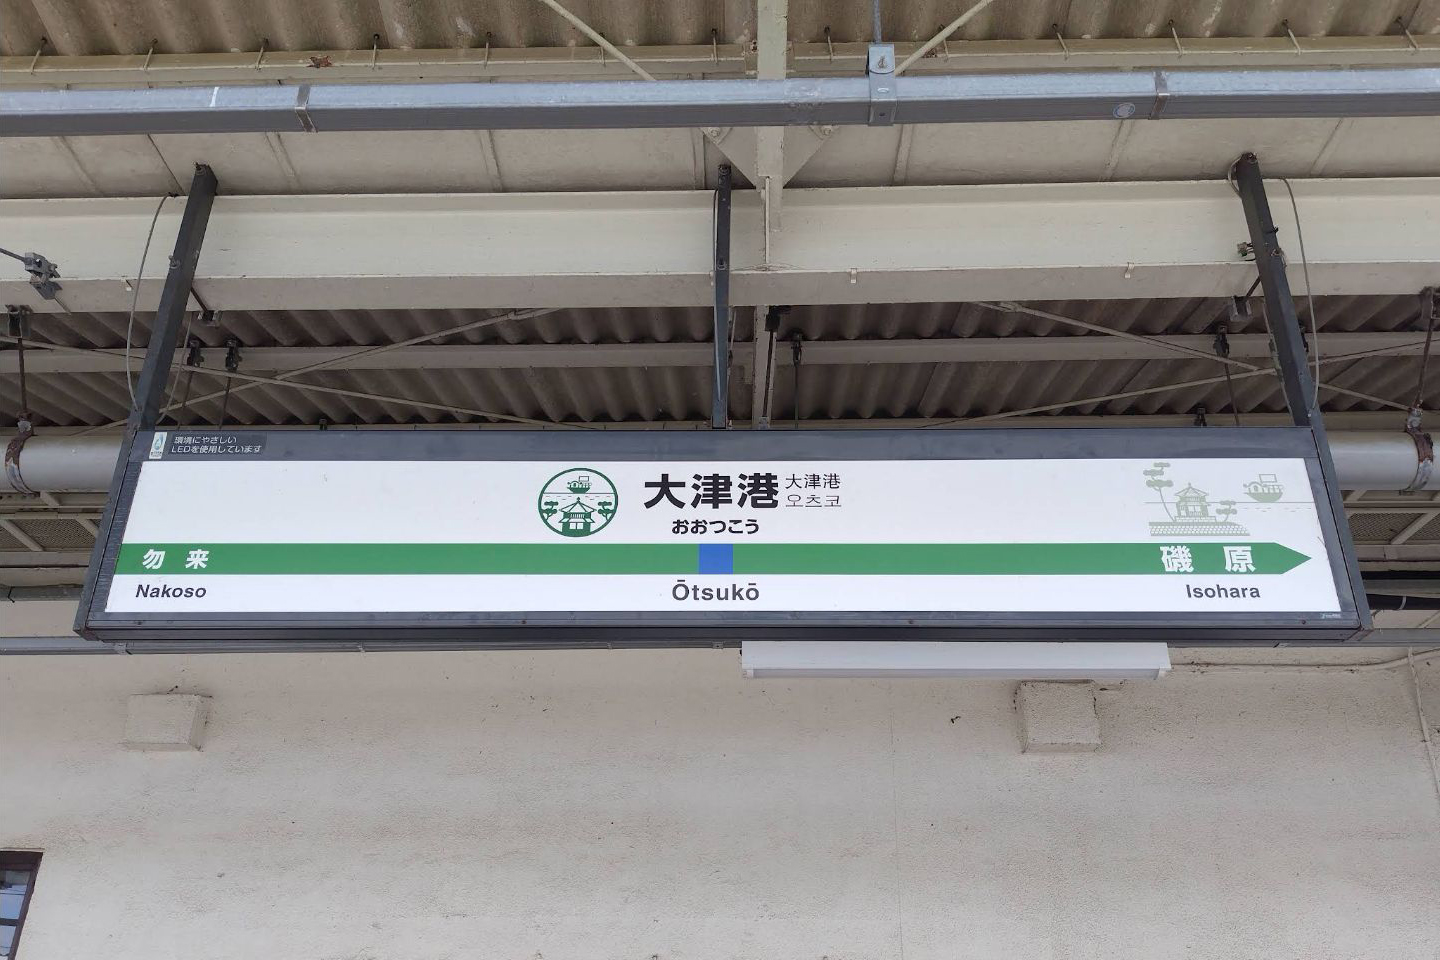 環境にやさしい
LEDを使用しています
大津港
大津港
오츠코
おおつこう
勿来
磯原
Nakoso
Ōtsukō
Isohara